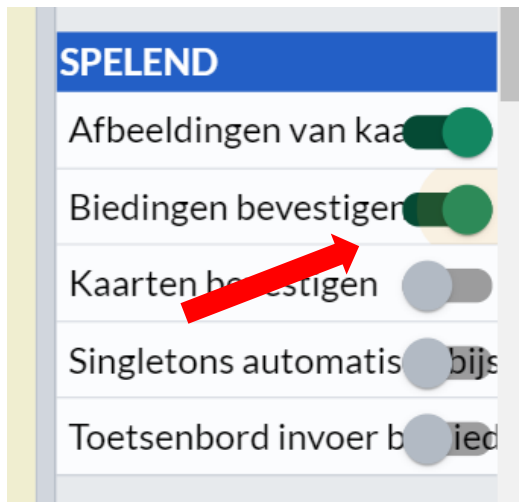 SPELEND
Afbeeldingen van
Biedingen bevestigen
Kaarten bevestigen
Singletons
Toetsenbord invoer